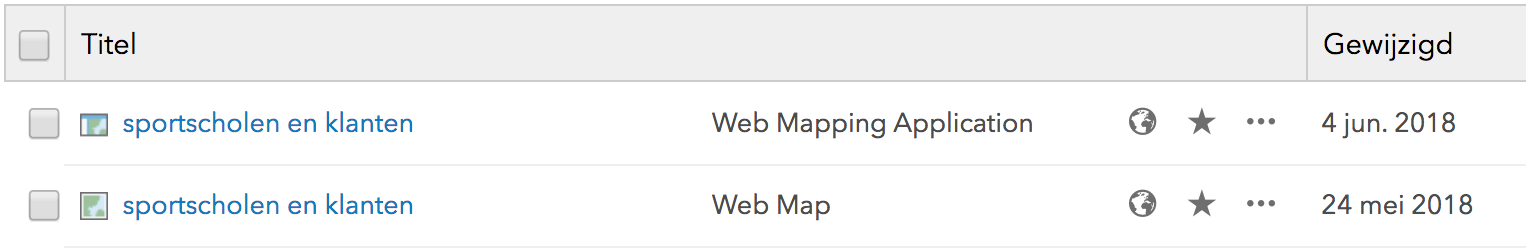 Titel Gewijzigd
sportscholen en klanten Web Mapping Application 4 jun. 2018
sportscholen en klanten Web Map 24 mei 2018